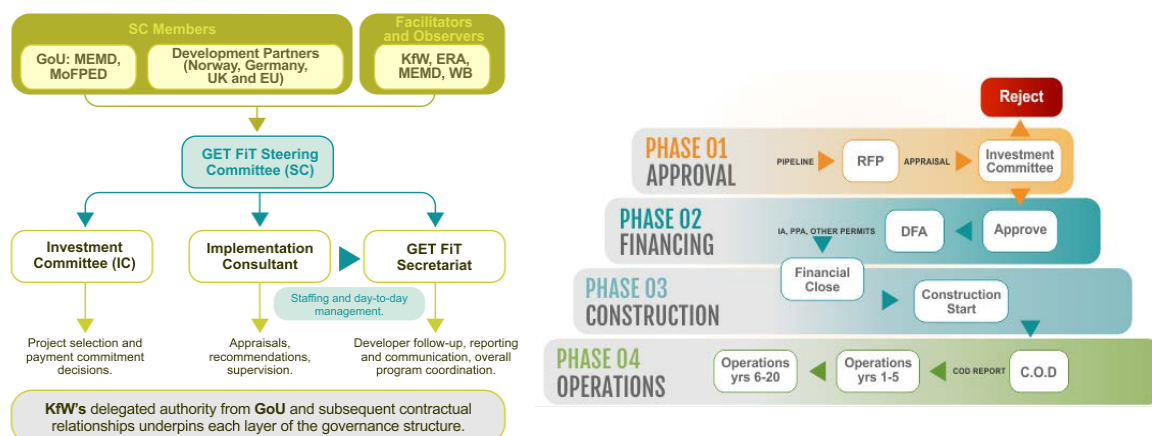 SC Members
GoU: MEMD,
MoFPED
Development Partners
(Norway, Germany,
UK and EU)
Facilitators
and Observers
KfW, ERA,
MEMD, WB
GET FiT Steering
Committee (SC)
Investment
Committee (IC)
Implementation
Consultant
GET FiT
Secretariat
Staffing and day-to-day
management.
Project selection and
payment commitment
decisions.
Appraisals,
recommendations,
supervision.
Developer follow-up, reporting
and communication, overall
program coordination.
KfW's delegated authority from GoU and subsequent contractual
relationships underpins each layer of the governance structure.
Reject
PHASE 01
APPROVAL
PIPELINE
RFP
APPRAISAL
Investment
Committee
PHASE 02
FINANCING
IA, PPA, OTHER PERMITS
DFA
Approve
Financial
Close
PHASE 03
CONSTRUCTION
Construction
Start
PHASE 04
OPERATIONS
Operations
yrs 6-20
Operations
yrs 1-5
COD REPORT
C.O.D